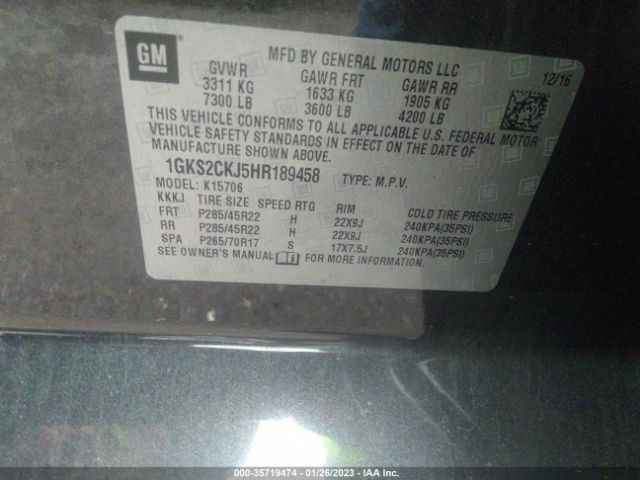 GM
MFD BY GENERAL MOTORS LLC
GVWR GAWR FRT GAWR RR 12/16
3311 KG 1633 KG 1905 KG
7300 LB 3600 LB 4200 LB
THIS VEHICLE CONFORMS TO ALL APPLICABLE U.S. FEDERAL MOTOR
VEHICLE SAFETY STANDARDS IN EFFECT ON THE DATE OF
MANUFACTURE SHOWN ABOVE.
1GKS2CKJ5HR189458 TYPE: M.P.V.
MODEL: K15706
KKKJ TIRE SIZE SPEED RTG RIM COLD TIRE PRESSURE
FRT P285/45R22 H 22X9J 240KPA(35PSI)
RR P285/45R22 H 22X9J 240KPA(35PSI)
SPA P265/70R17 S 17X7.5J 240KPA(35PSI)
SEE OWNER'S MANUAL FOR MORE INFORMATION.
000-35719474 | 01/26/2023 | IAA Inc.